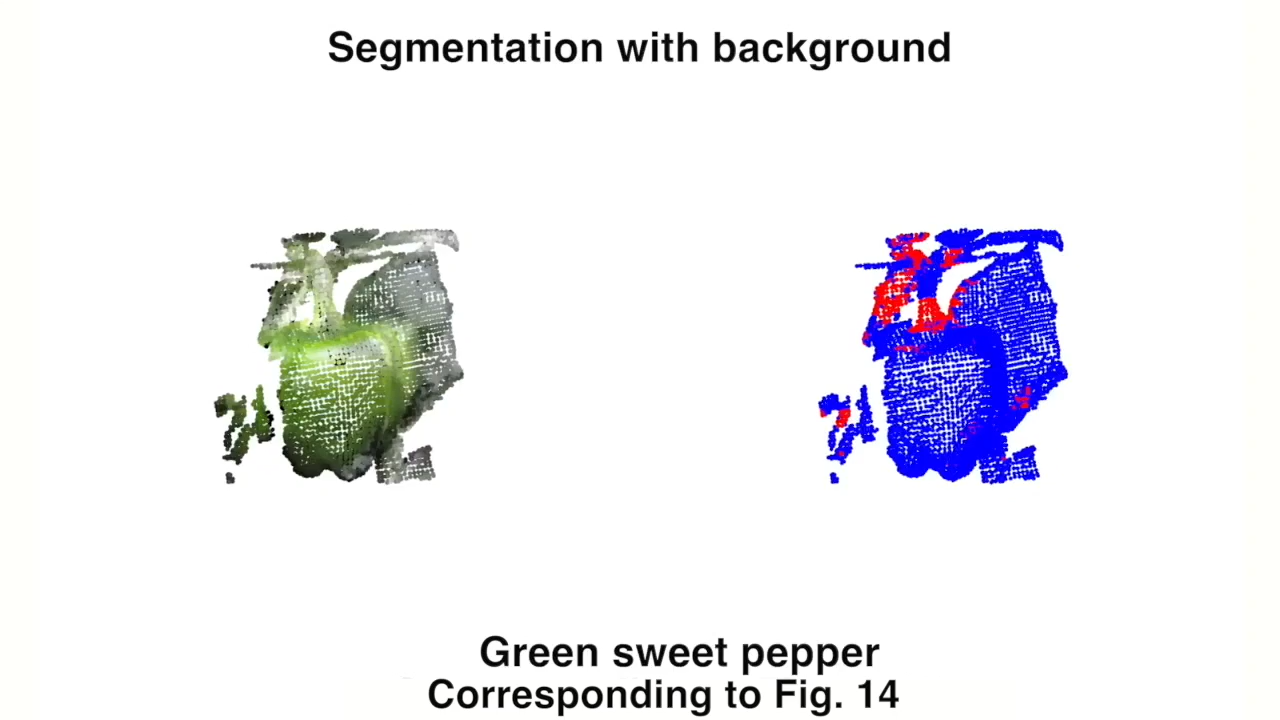 Segmentation with background
Green sweet pepper
Corresponding to Fig. 14